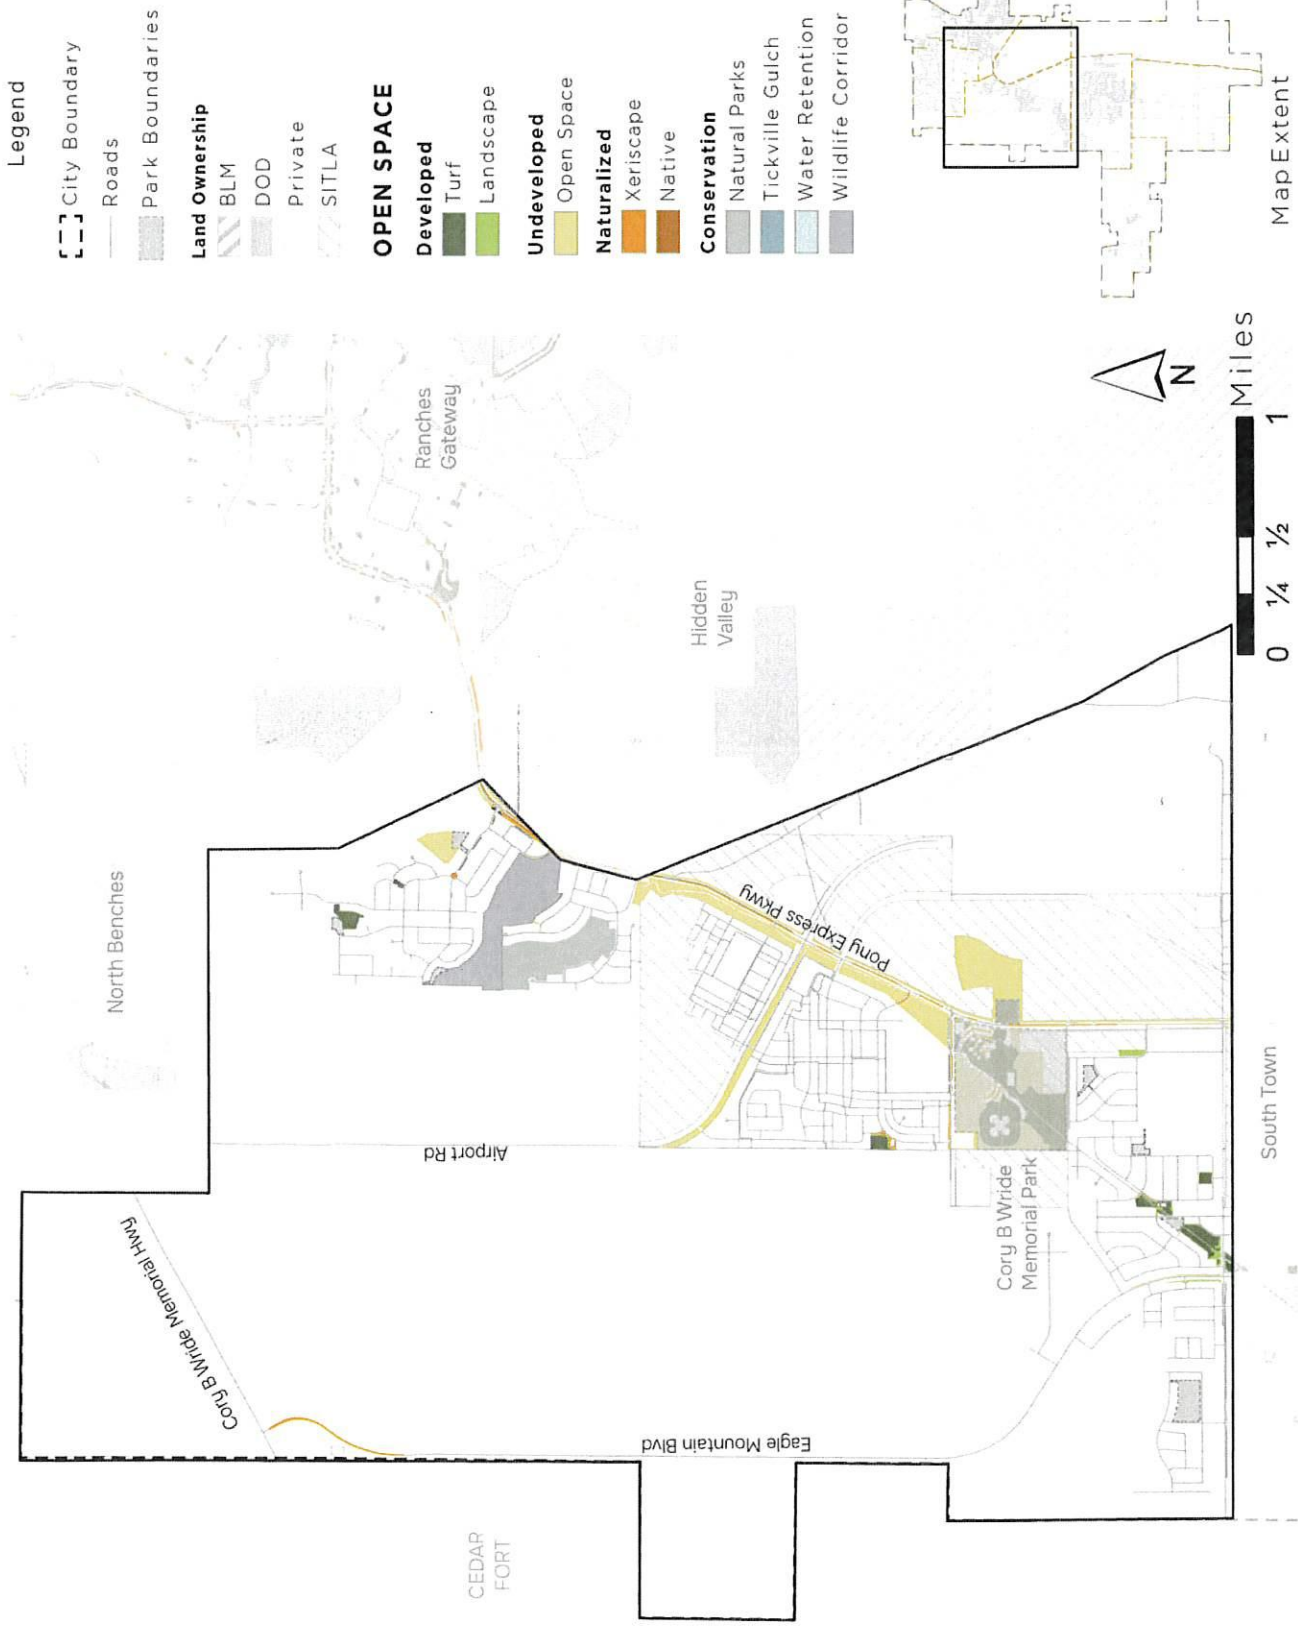 Legend
City Boundary
Roads
Park Boundaries
Land Ownership
BLM
DOD
Private
SITLA
OPEN SPACE
Developed
Turf
Landscape
Undeveloped
Open Space
Naturalized
Xeriscape
Native
Conservation
Natural Parks
Tickville Gulch
Water Retention
Wildlife Corridor
Map Extent
North Benches
Ranches
Gateway
Hidden
Valley
Cory B Wride Memorial Hwy
Airport Rd
Pony Express Pkwy
Eagle Mountain Blvd
CEDAR
FORT
Cory B Wride
Memorial Park
South Town
N
0 1/4 1/2 1
Miles